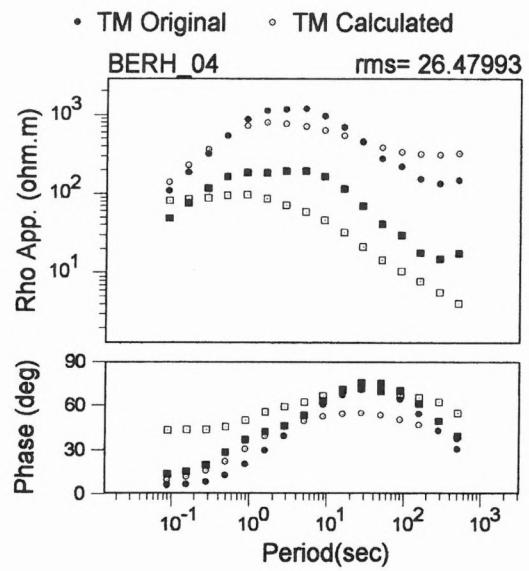 • TM Original ○ TM Calculated
BERH_04 rms= 26.47993
Rho App. (ohm.m)
10³
10²
10¹
Phase (deg)
90
60
30
0
10⁻¹ 10⁰ 10¹ 10² 10³
Period(sec)